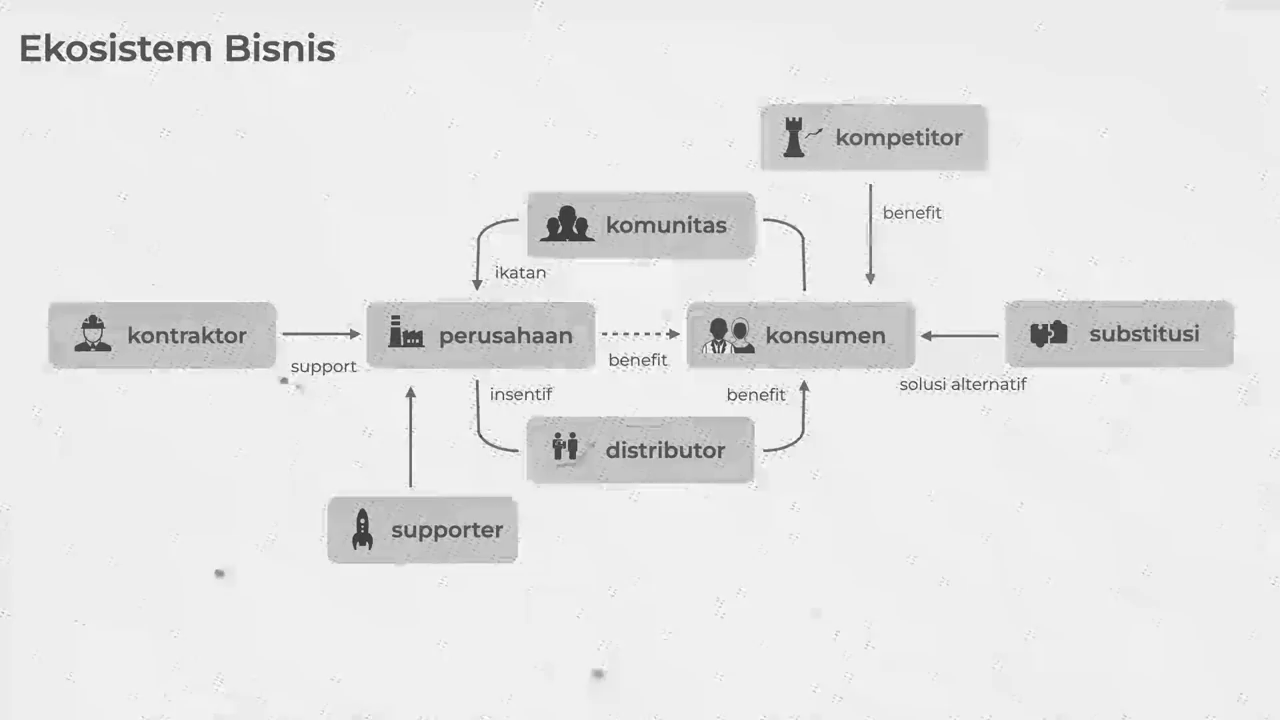 Ekosistem Bisnis
kompetitor
benefit
komunitas
ikatan
kontraktor
support
perusahaan
benefit
konsumen
substitusi
solusi alternatif
insentif
benefit
distributor
supporter